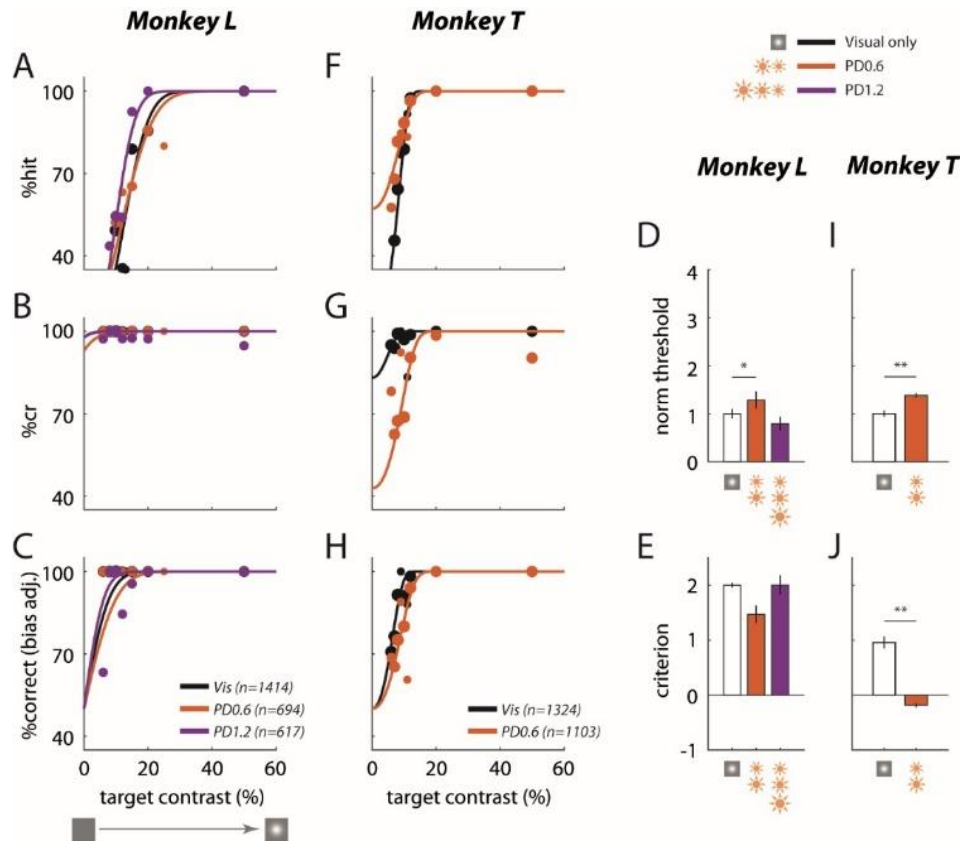 Monkey L
Monkey T
Visual only
PD0.6
PD1.2
A
100
70
40
%hit
F
B
100
70
40
%cr
G
C
100
70
40
%correct (bias adj.)
Vis (n=1414)
PD0.6 (n=694)
PD1.2 (n=617)
0 20 40 60
target contrast (%)
H
Vis (n=1324)
PD0.6 (n=1103)
0 20 40 60
target contrast (%)
Monkey L
Monkey T
D
4
3
2
1
0
norm threshold
*
I
**
E
2
1
0
-1
criterion
J
**